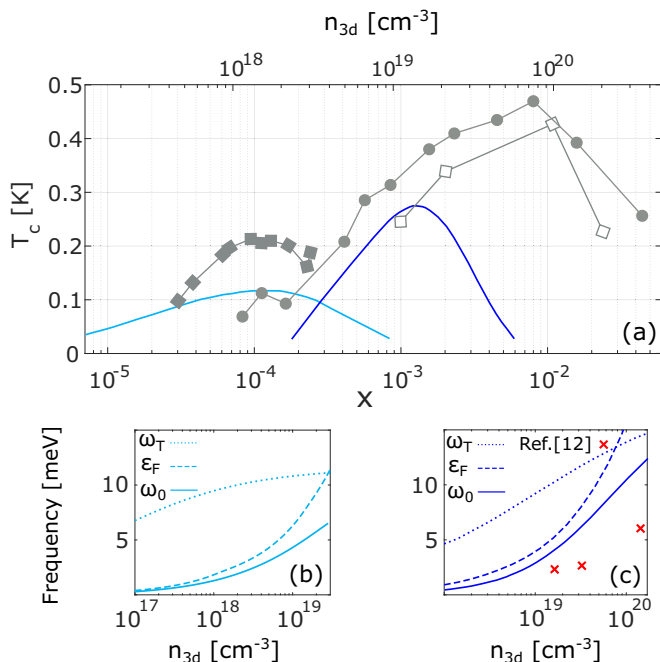 n3d [cm-3]
10^18 10^19 10^20
0.5
0.4
0.3
0.2
0.1
0
Tc [K]
(a)
10^-5 10^-4 10^-3 10^-2
x
Frequency [meV]
10
5
ωT
εF
ω0
(b)
10^17 10^18 10^19
n3d [cm-3]
10
5
ωT Ref.[12]
εF
ω0
(c)
10^19 10^20
n3d [cm-3]